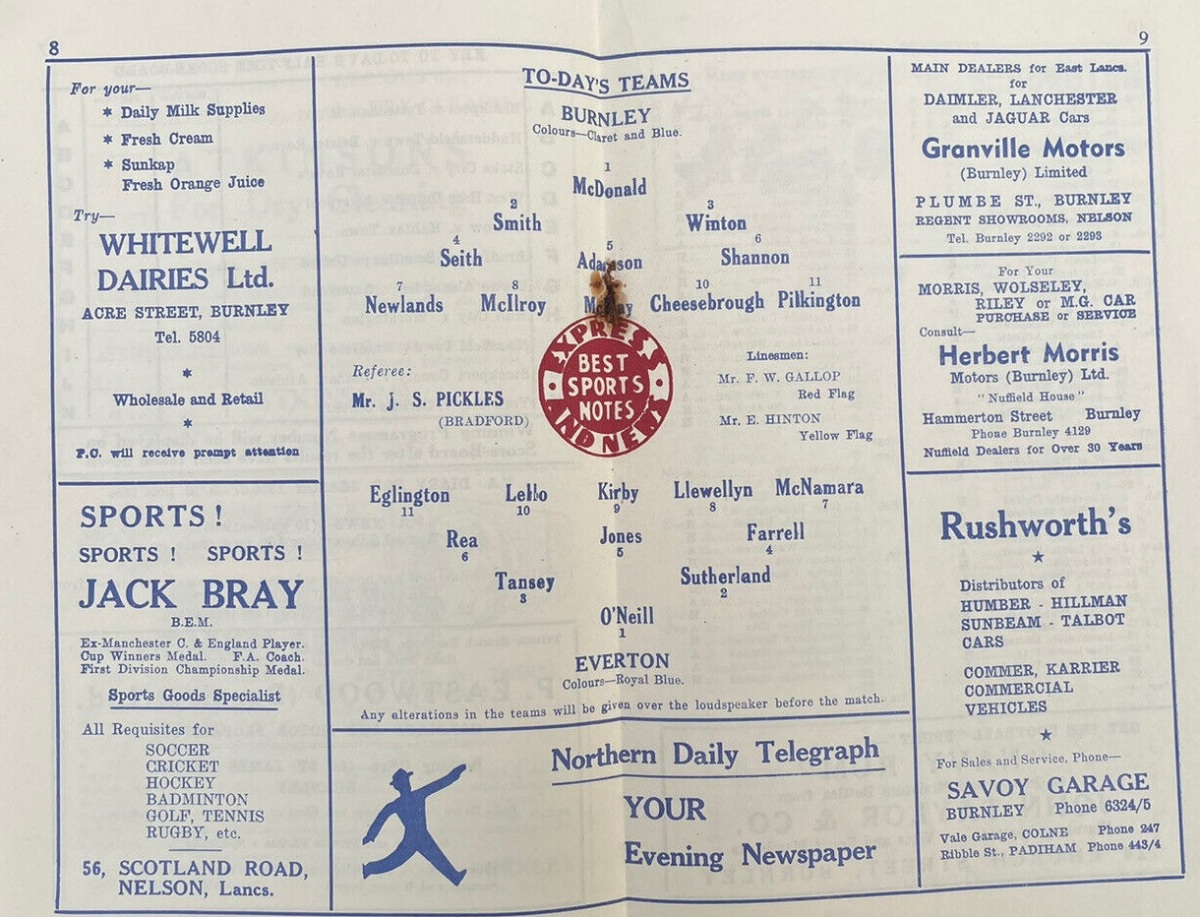 8
9
For your—
* Daily Milk Supplies
* Fresh Cream
* Sunkap
Fresh Orange Juice
Try—
WHITEWELL
DAIRIES Ltd.
ACRE STREET, BURNLEY
Tel. 5804
*
Wholesale and Retail
*
P.C. will receive prompt attention
SPORTS !
SPORTS ! SPORTS !
JACK BRAY
B.E.M.
Ex-Manchester C. & England Player.
Cup Winners Medal. F.A. Coach.
First Division Championship Medal.
Sports Goods Specialist
All Requisites for
SOCCER
CRICKET
HOCKEY
BADMINTON
GOLF, TENNIS
RUGBY, etc.
56, SCOTLAND ROAD,
NELSON, Lancs.
TO-DAY'S TEAMS
BURNLEY
Colours—Claret and Blue.
1
McDonald
2 3
Smith Winton
4 5 6
Seith Adamson Shannon
7 8 10 11
Newlands McIlroy Cheesebrough Pilkington
EXPRESS
BEST
SPORTS
NOTES
AND NEWS
Referee:
Mr. J. S. PICKLES
(BRADFORD)
Linesmen:
Mr. F. W. GALLOP
Red Flag
Mr. E. HINTON
Yellow Flag
Eglington Lello Kirby Llewellyn McNamara
11 10 9 8 7
Rea Jones Farrell
6 5 4
Tansey Sutherland
3 2
O'Neill
1
EVERTON
Colours—Royal Blue.
Any alterations in the teams will be given over the loudspeaker before the match.
Northern Daily Telegraph
YOUR
Evening Newspaper
MAIN DEALERS for East Lancs.
for
DAIMLER, LANCHESTER
and JAGUAR Cars
Granville Motors
(Burnley) Limited
PLUMBE ST., BURNLEY
REGENT SHOWROOMS, NELSON
Tel. Burnley 2292 or 2293
For Your
MORRIS, WOLSELEY,
RILEY or M.G. CAR
PURCHASE or SERVICE
Consult—
Herbert Morris
Motors (Burnley) Ltd.
"Nuffield House"
Hammerton Street Burnley
Phone Burnley 4129
Nuffield Dealers for Over 30 Years
Rushworth's
★
Distributors of
HUMBER - HILLMAN
SUNBEAM - TALBOT
CARS
COMMER, KARRIER
COMMERCIAL
VEHICLES
★
For Sales and Service, Phone—
SAVOY GARAGE
BURNLEY Phone 6324/5
Vale Garage, COLNE Phone 247
Ribble St., PADIHAM Phone 443/4